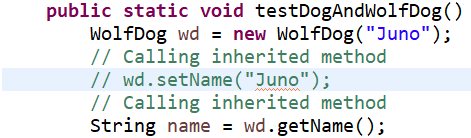 public static void testDogAndWolfDog()
WolfDog wd = new WolfDog("Juno");
// Calling inherited method
// wd.setName("Juno");
// Calling inherited method
String name = wd.getName();